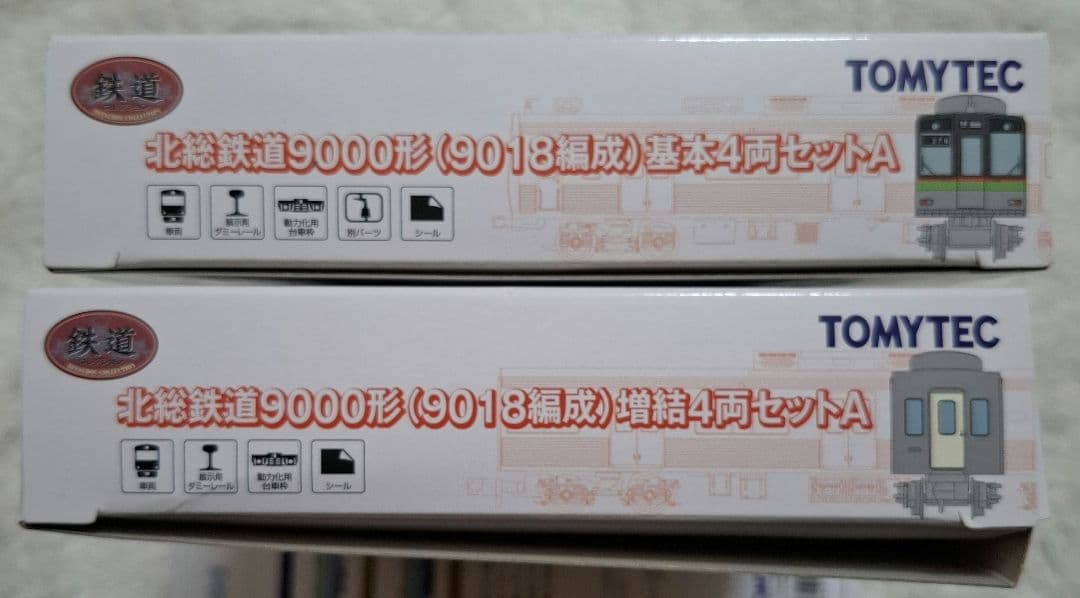 鉄道
TOMYTEC
北総鉄道9000形(9018編成)基本4両セットA
車両
展示用
ダミーレール
動力化用
台車枠
別パーツ
シール
鉄道
TOMYTEC
北総鉄道9000形(9018編成)増結4両セットA
車両
展示用
ダミーレール
動力化用
台車枠
シール